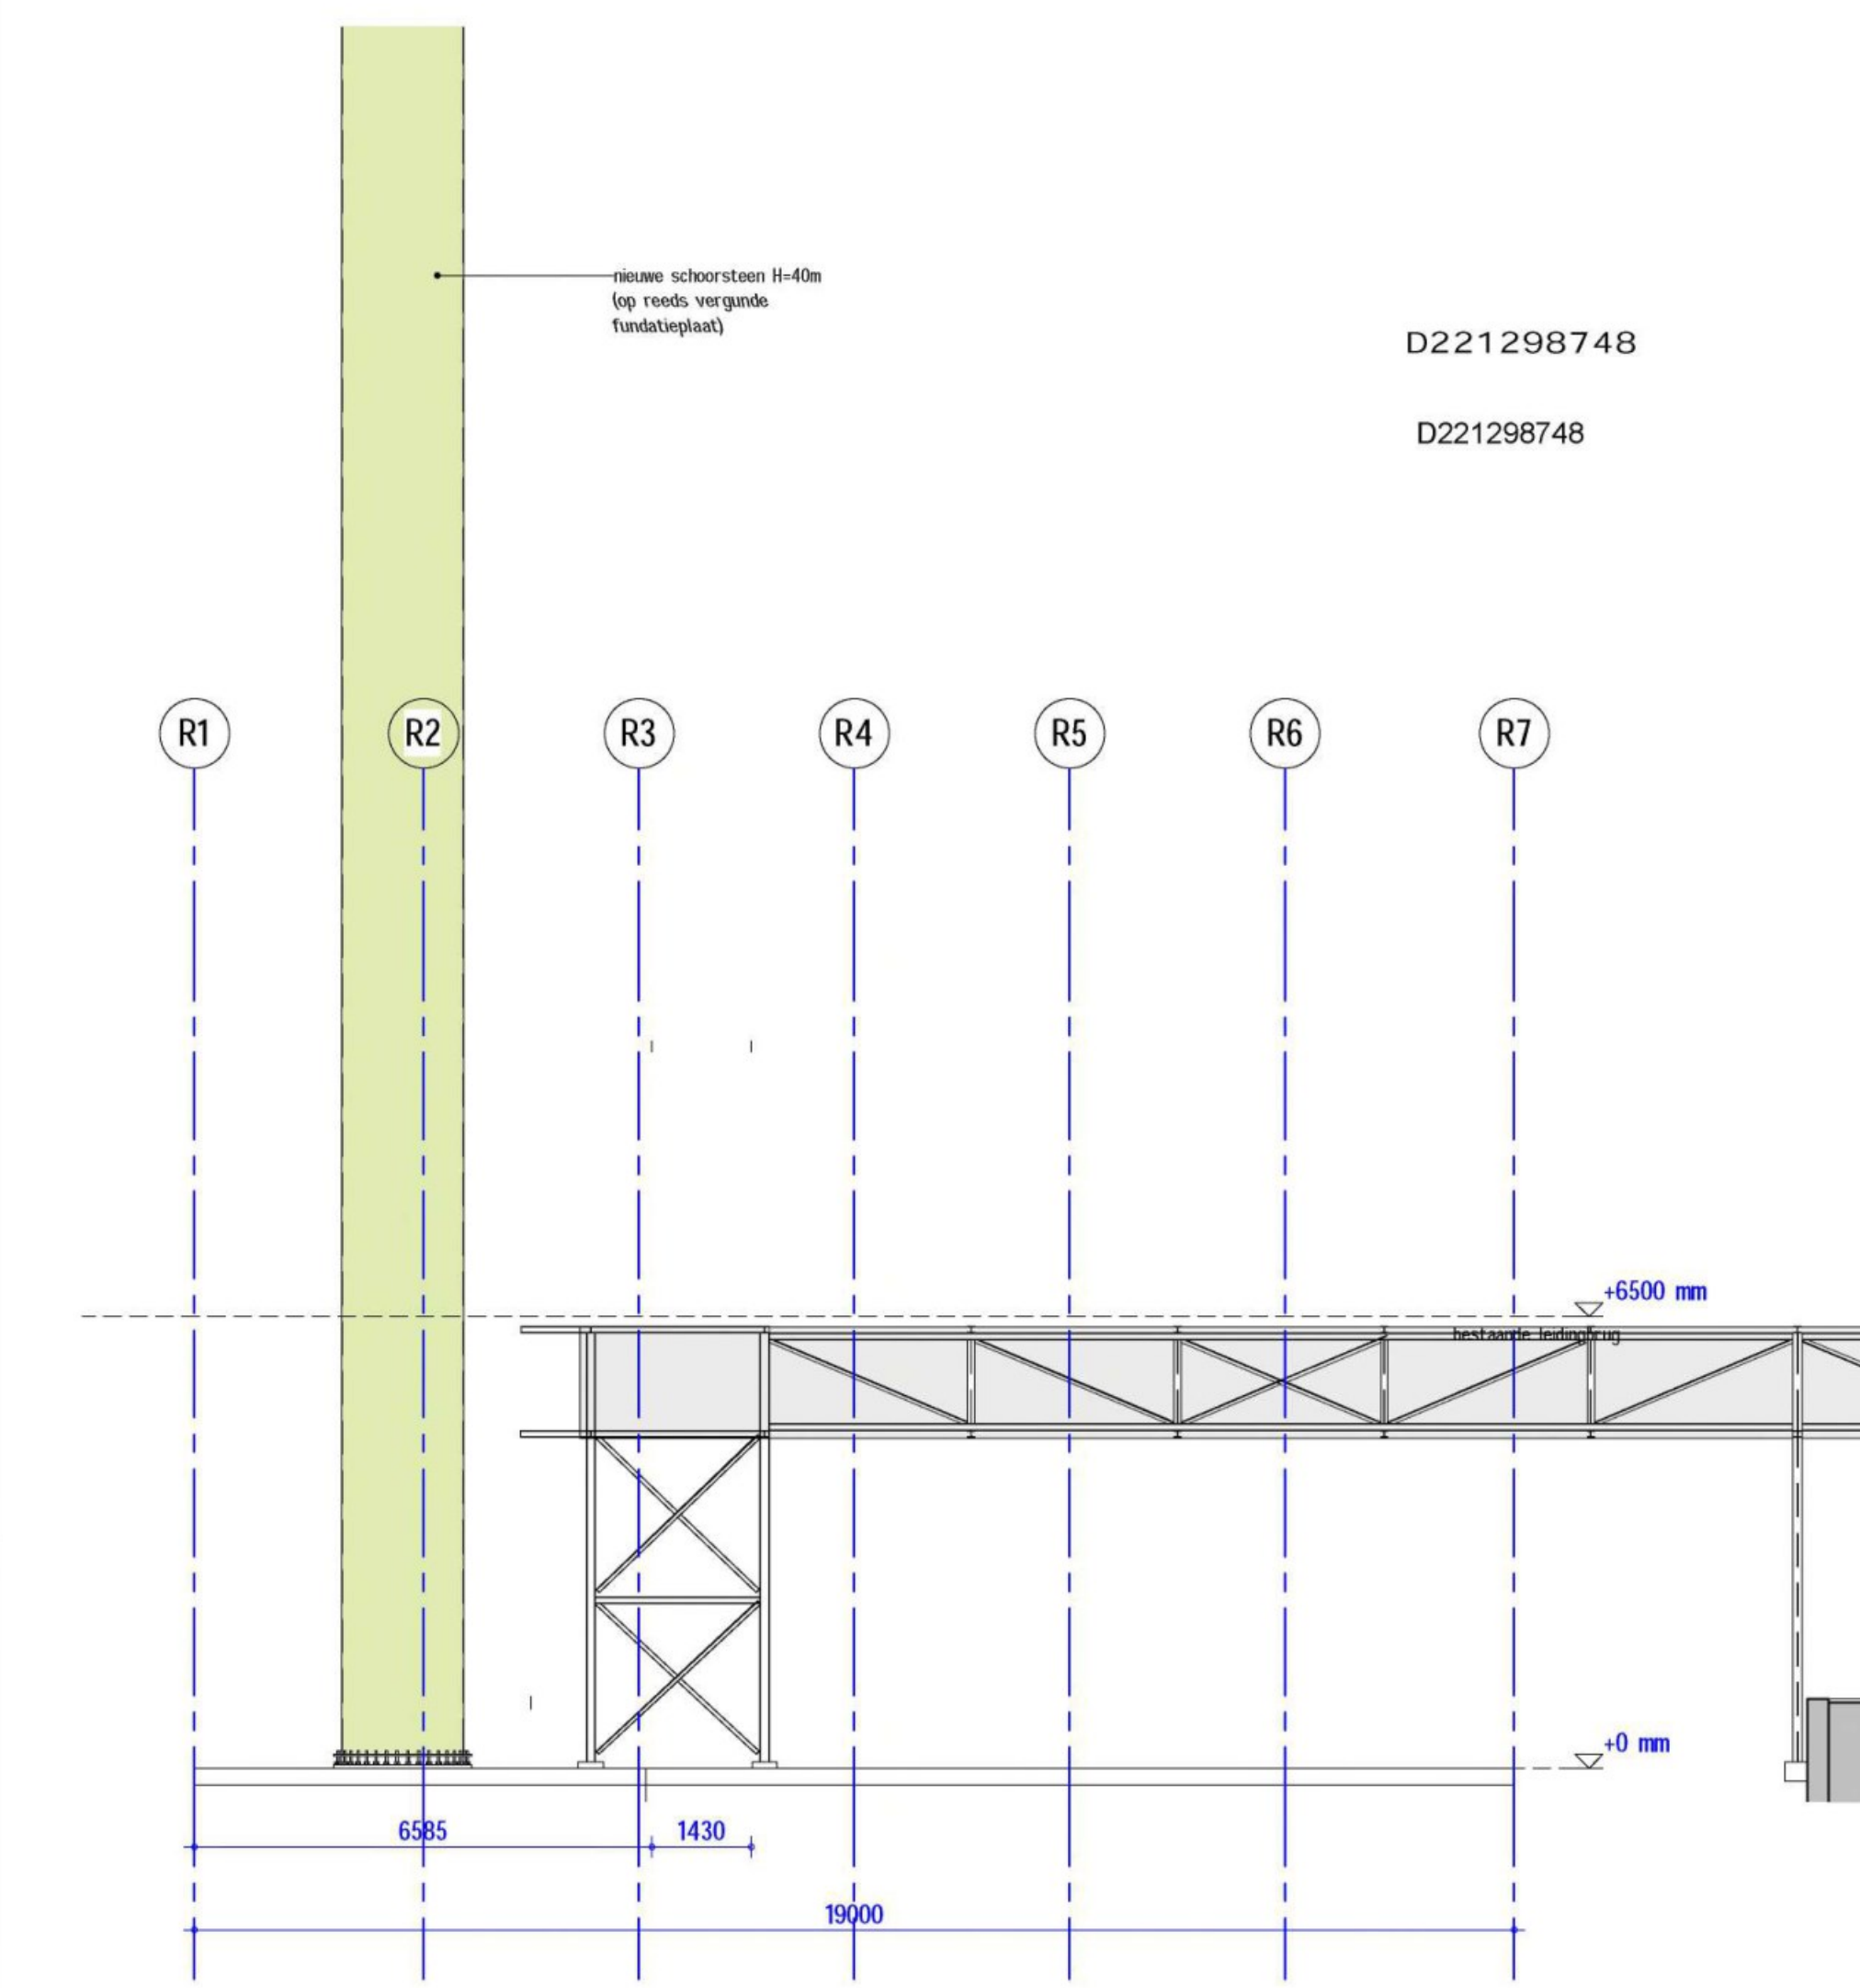 nieuwe schoorsteen H=40m
(op reeds vergunde
fundatieplaat)
D221298748
D221298748
R1 R2 R3 R4 R5 R6 R7
+6500 mm
bestaande leidingbrug
+0 mm
6585 1430
19000